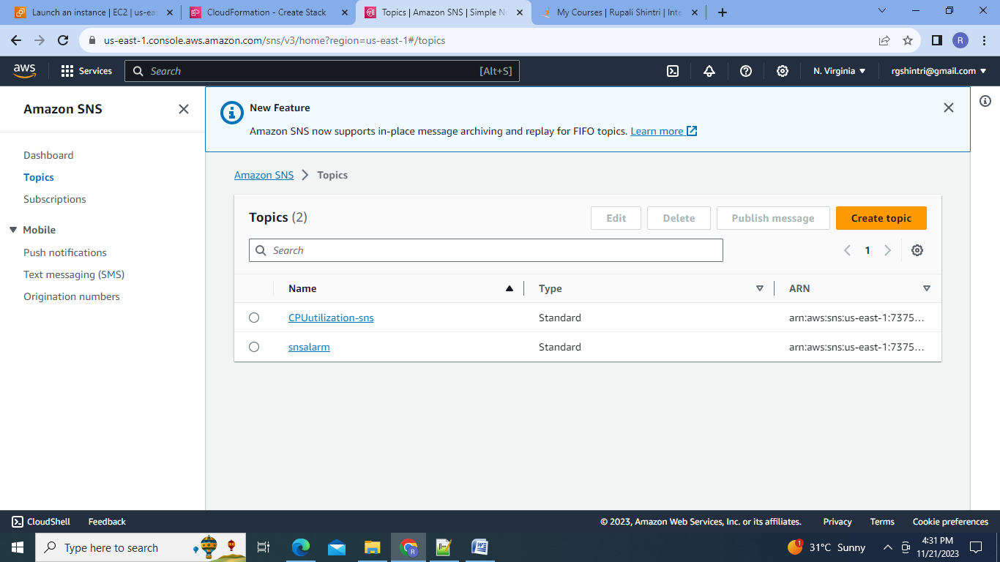 Launch an instance | EC2 | us-eas
CloudFormation - Create Stack
Topics | Amazon SNS | Simple No
My Courses | Rupali Shintri | Inte
us-east-1.console.aws.amazon.com/sns/v3/home?region=us-east-1#/topics
R
aws
Services
Search
[Alt+S]
N. Virginia
rgshintri@gmail.com
Amazon SNS
Dashboard
Topics
Subscriptions
Mobile
Push notifications
Text messaging (SMS)
Origination numbers
New Feature
Amazon SNS now supports in-place message archiving and replay for FIFO topics. Learn more
Amazon SNS > Topics
Topics (2)
Edit
Delete
Publish message
Create topic
Search
1
Name
Type
ARN
CPUutilization-sns
Standard
arn:aws:sns:us-east-1:7375...
snsalarm
Standard
arn:aws:sns:us-east-1:7375...
CloudShell
Feedback
© 2023, Amazon Web Services, Inc. or its affiliates.
Privacy
Terms
Cookie preferences
Type here to search
R
1
31°C Sunny
4:31 PM
11/21/2023